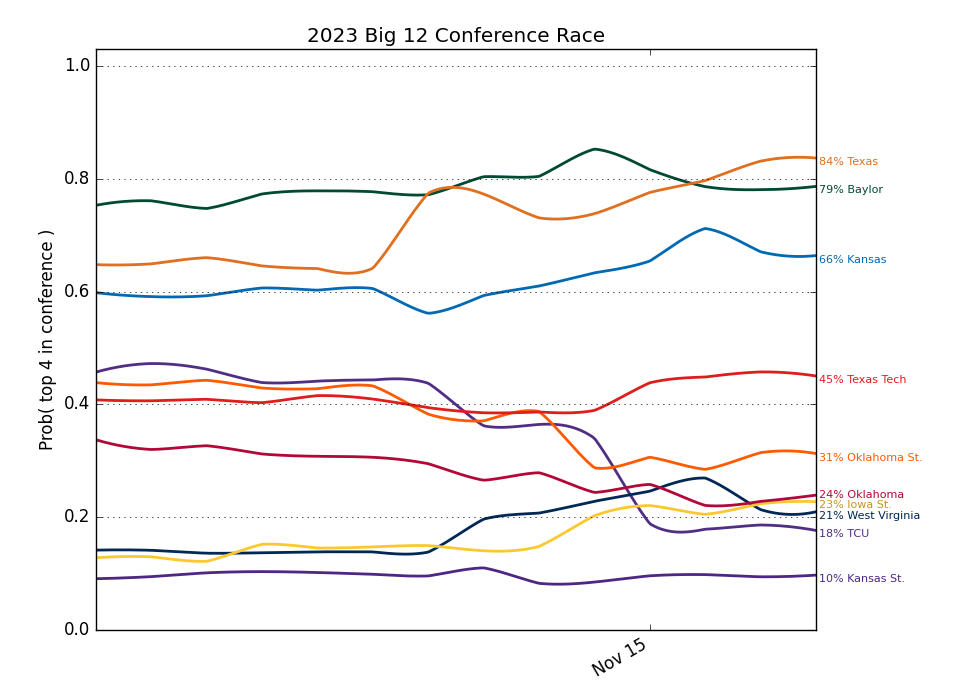 2023 Big 12 Conference Race
1.0
0.8
0.6
0.4
0.2
0.0
Prob( top 4 in conference )
Nov 15
84% Texas
79% Baylor
66% Kansas
45% Texas Tech
31% Oklahoma St.
24% Oklahoma
23% Iowa St.
21% West Virginia
18% TCU
10% Kansas St.